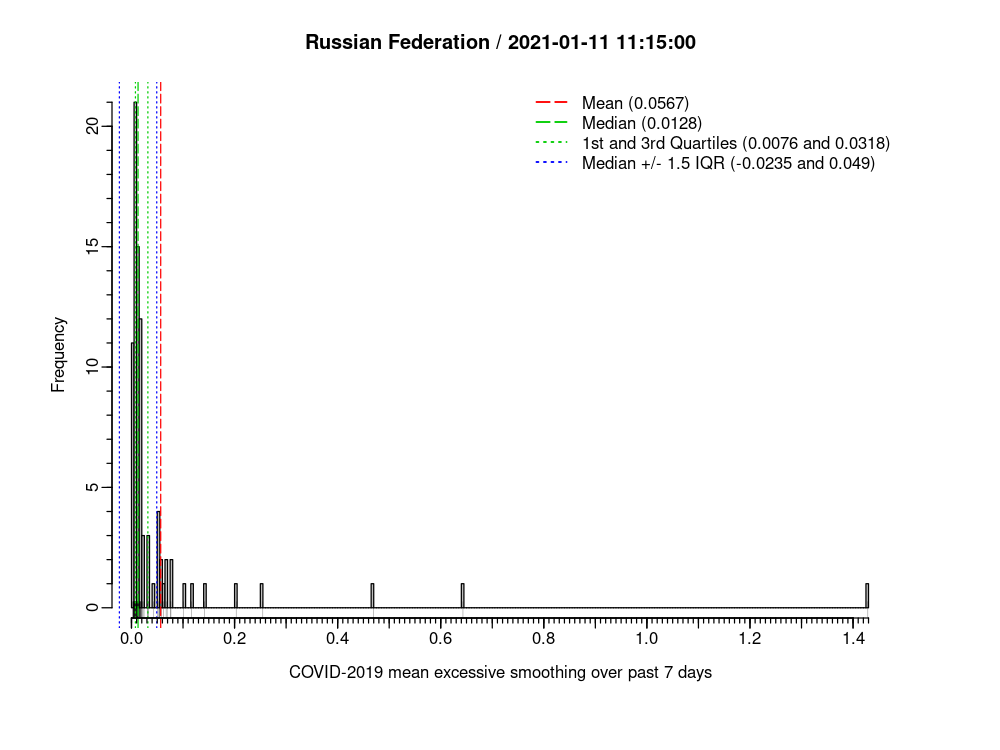 Russian Federation / 2021-01-11 11:15:00
Mean (0.0567)
Median (0.0128)
1st and 3rd Quartiles (0.0076 and 0.0318)
Median +/- 1.5 IQR (-0.0235 and 0.049)
20
15
10
5
0
Frequency
0.0 0.2 0.4 0.6 0.8 1.0 1.2 1.4
COVID-2019 mean excessive smoothing over past 7 days